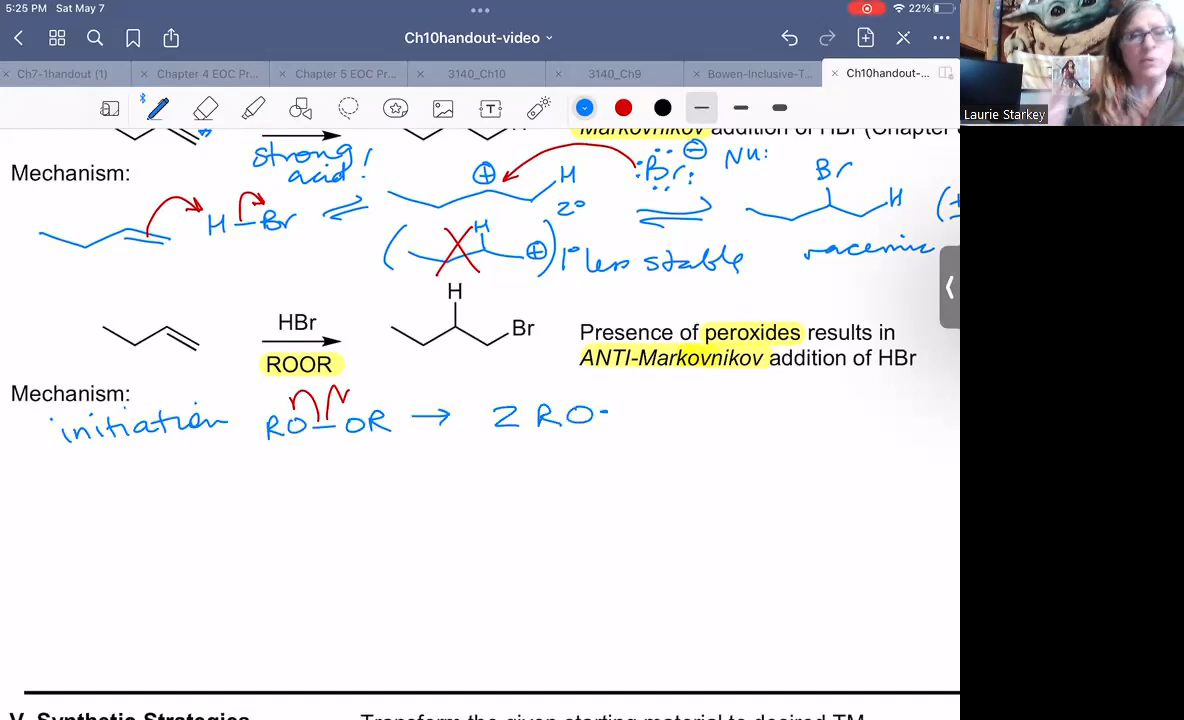 5:25 PM Sat May 7
22%
Ch10handout-video
Ch7-1handout (1)
Chapter 4 EOC Pr...
Chapter 5 EOC Pr...
3140_Ch10
3140_Ch9
Bowen-Inclusive-T...
Ch10handout-...
Laurie Starkey
Markovnikov addition of HBr (Chapter
strong acid!
Mechanism:
H-Br
⊕
H
2°
:Br: ⊖ Nu:
Br
H
(±
H
⊕
1° less stable
racemic
HBr
ROOR
H
Br
Presence of peroxides results in
ANTI-Markovnikov addition of HBr
Mechanism:
initiation RO-OR → 2 RO·
V. Synthetic Strategies
Transform the given starting material to desired TM